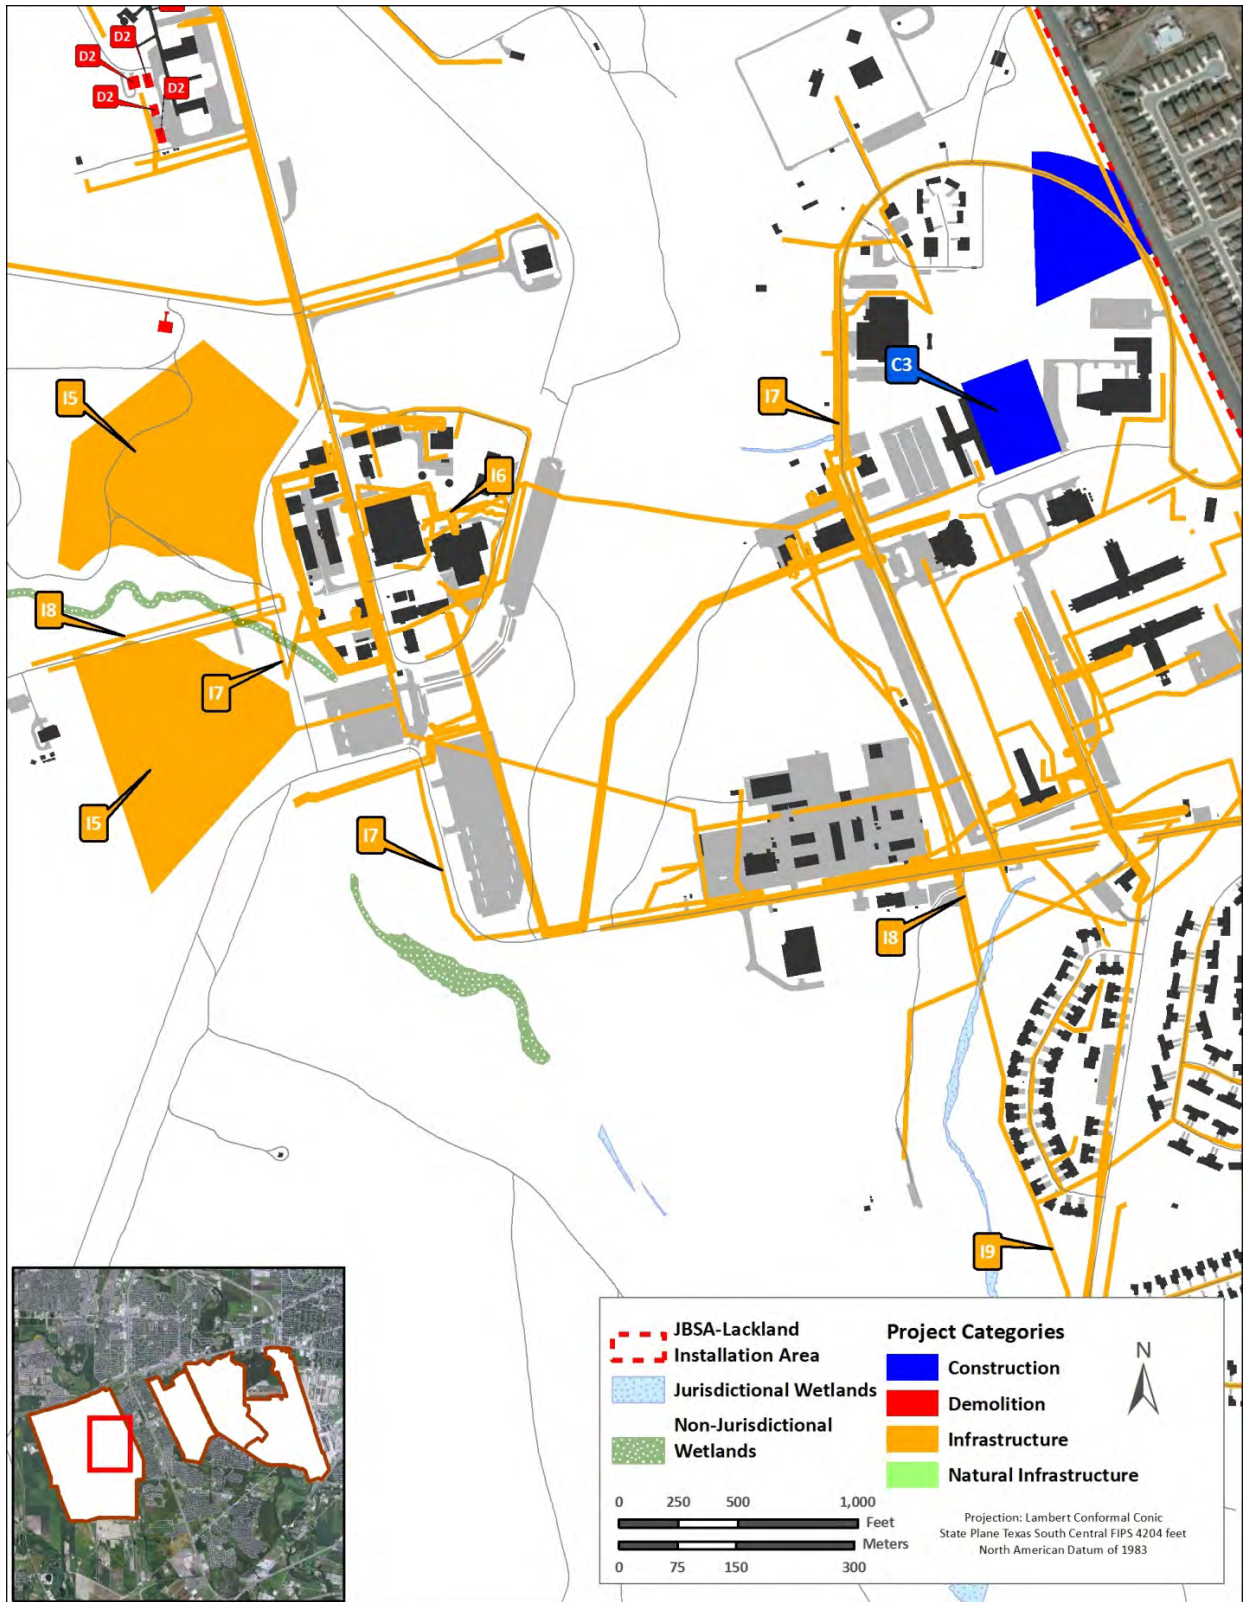 D2
D2
D2
D2
C3
I5
I7
I6
I8
I7
I5
I7
I8
I9
JBSA-Lackland
Installation Area
Jurisdictional Wetlands
Non-Jurisdictional
Wetlands
Project Categories
Construction
Demolition
Infrastructure
Natural Infrastructure
N
0 250 500 1,000
Feet
Meters
0 75 150 300
Projection: Lambert Conformal Conic
State Plane Texas South Central FIPS 4204 feet
North American Datum of 1983